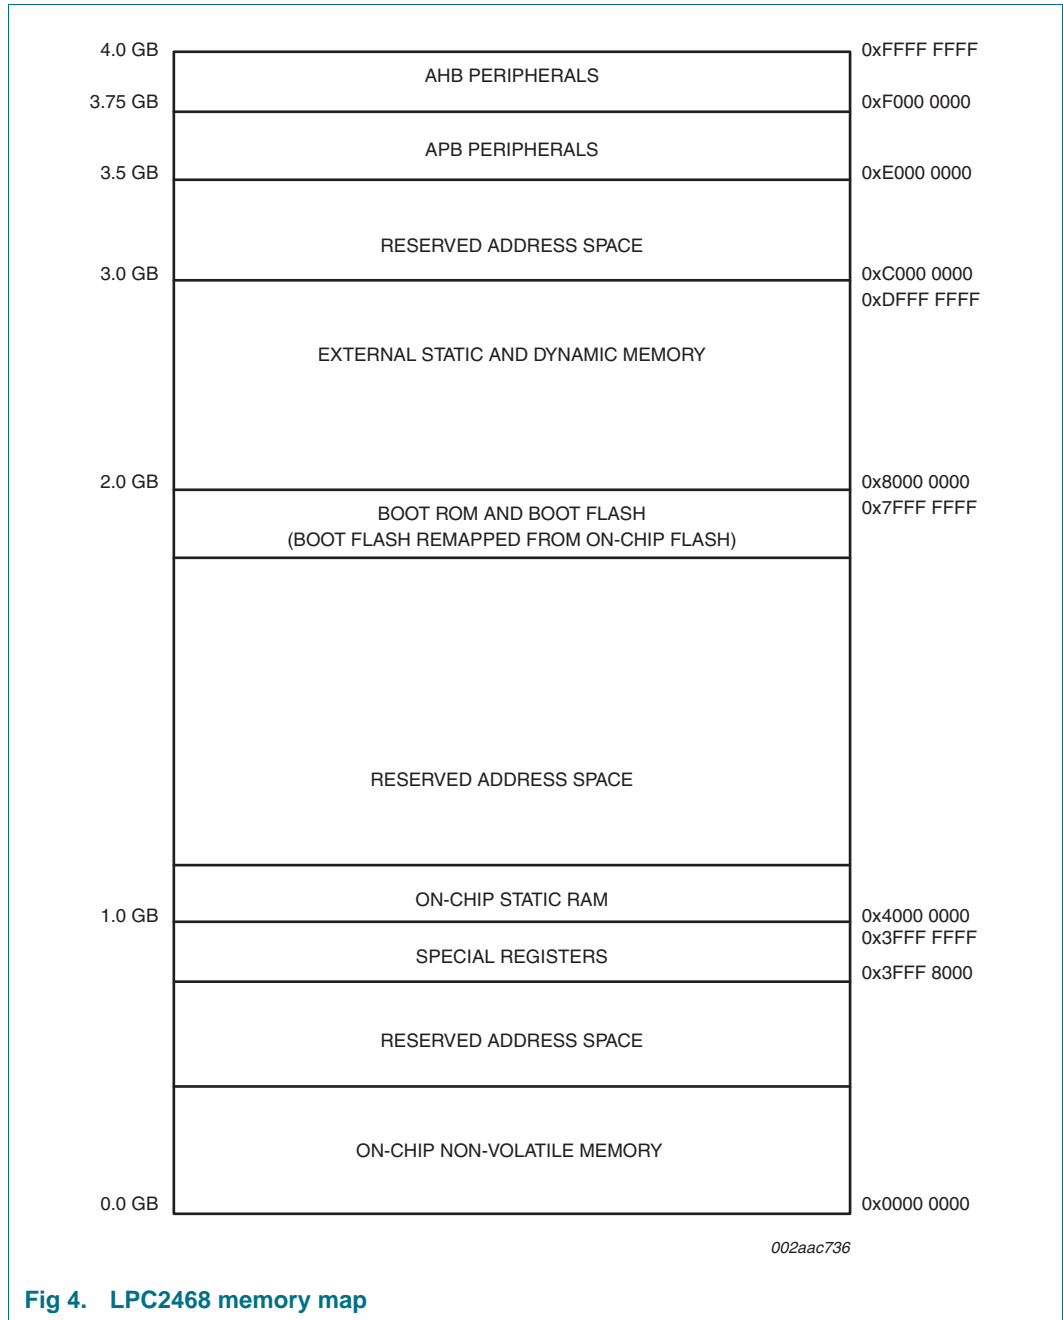 4.0 GB
0xFFFF FFFF
AHB PERIPHERALS
3.75 GB
0xF000 0000
APB PERIPHERALS
3.5 GB
0xE000 0000
RESERVED ADDRESS SPACE
3.0 GB
0xC000 0000
0xDFFF FFFF
EXTERNAL STATIC AND DYNAMIC MEMORY
2.0 GB
0x8000 0000
0x7FFF FFFF
BOOT ROM AND BOOT FLASH
(BOOT FLASH REMAPPED FROM ON-CHIP FLASH)
RESERVED ADDRESS SPACE
ON-CHIP STATIC RAM
1.0 GB
0x4000 0000
0x3FFF FFFF
SPECIAL REGISTERS
0x3FFF 8000
RESERVED ADDRESS SPACE
ON-CHIP NON-VOLATILE MEMORY
0.0 GB
0x0000 0000
002aac736
Fig 4. LPC2468 memory map